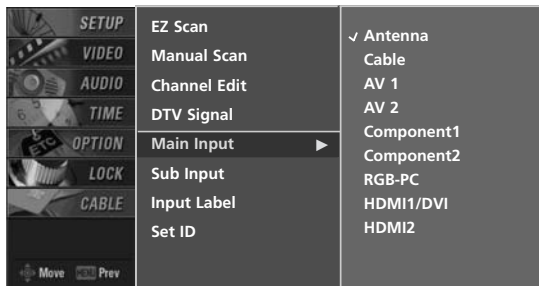 SETUP
VIDEO
AUDIO
TIME
OPTION
LOCK
CABLE
Move MENU Prev
EZ Scan
Manual Scan
Channel Edit
DTV Signal
Main Input ▶
Sub Input
Input Label
Set ID
✓ Antenna
Cable
AV 1
AV 2
Component1
Component2
RGB-PC
HDMI1/DVI
HDMI2